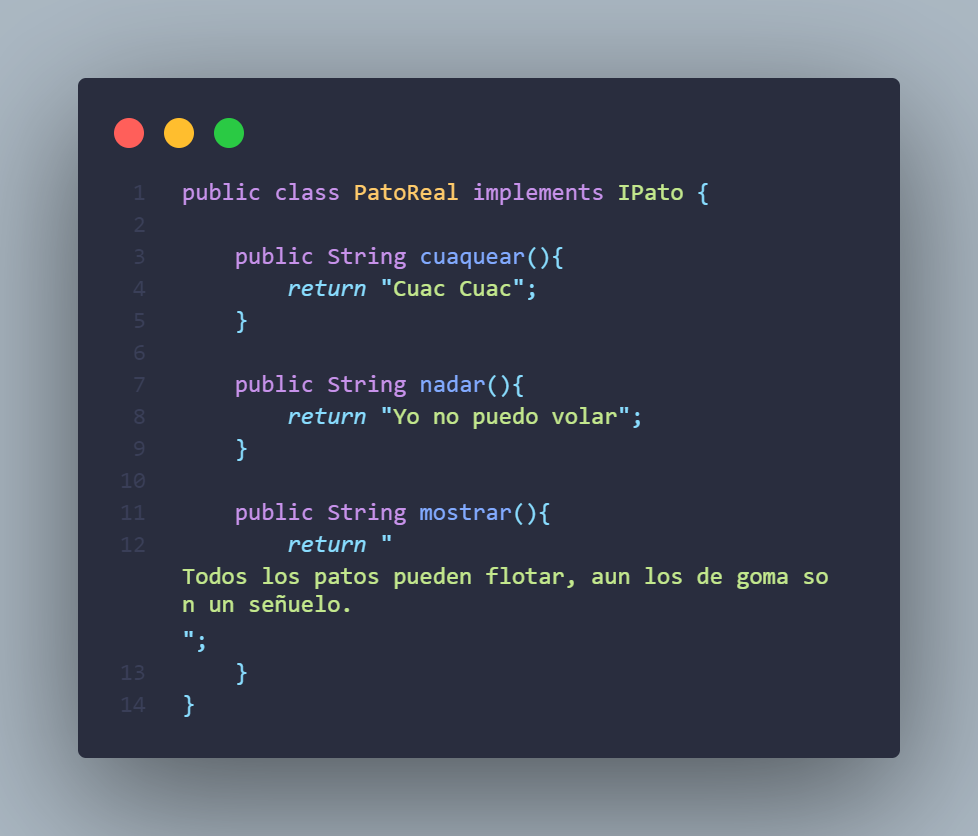 1 public class PatoReal implements IPato {
2
3     public String cuaquear(){
4         return "Cuac Cuac";
5     }
6
7     public String nadar(){
8         return "Yo no puedo volar";
9     }
10
11     public String mostrar(){
12         return "
Todos los patos pueden flotar, aun los de goma so
n un señuelo.
";
13     }
14 }